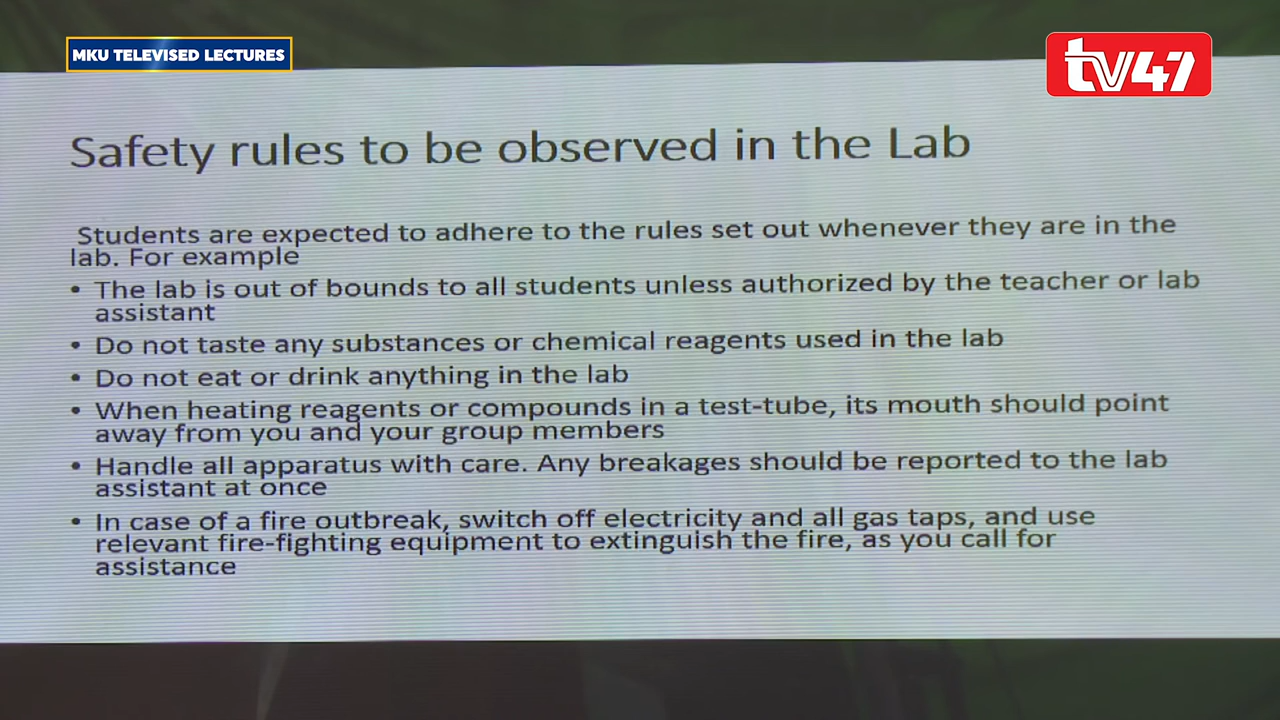 MKU TELEVISED LECTURES
tv47
Safety rules to be observed in the Lab
Students are expected to adhere to the rules set out whenever they are in the
lab. For example
• The lab is out of bounds to all students unless authorized by the teacher or lab
assistant
• Do not taste any substances or chemical reagents used in the lab
• Do not eat or drink anything in the lab
• When heating reagents or compounds in a test-tube, its mouth should point
away from you and your group members
• Handle all apparatus with care. Any breakages should be reported to the lab
assistant at once
• In case of a fire outbreak, switch off electricity and all gas taps, and use
relevant fire-fighting equipment to extinguish the fire, as you call for
assistance